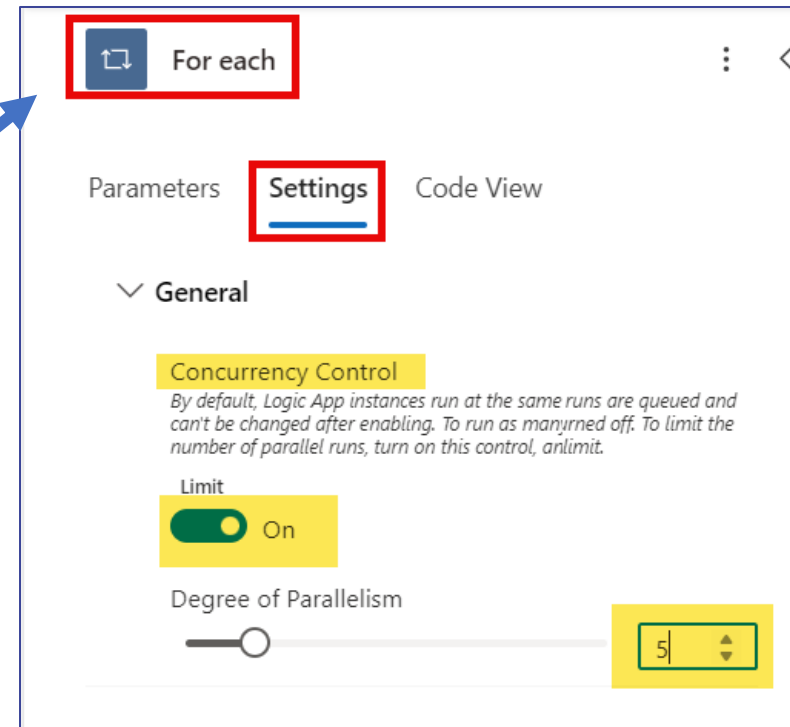 For each
Parameters Settings Code View
General
Concurrency Control
By default, Logic App instances run at the same runs are queued and
can't be changed after enabling. To run as manyrned off. To limit the
number of parallel runs, turn on this control, anlimit.
Limit
On
Degree of Parallelism
5